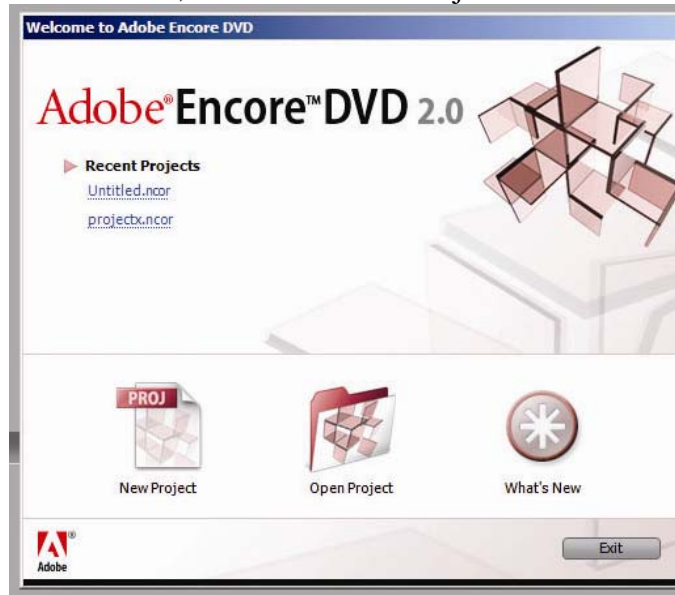 Welcome to Adobe Encore DVD
Adobe® Encore™ DVD 2.0
Recent Projects
Untitled.ncor
projectx.ncor
PROJ
New Project
Open Project
What's New
Adobe®
Exit